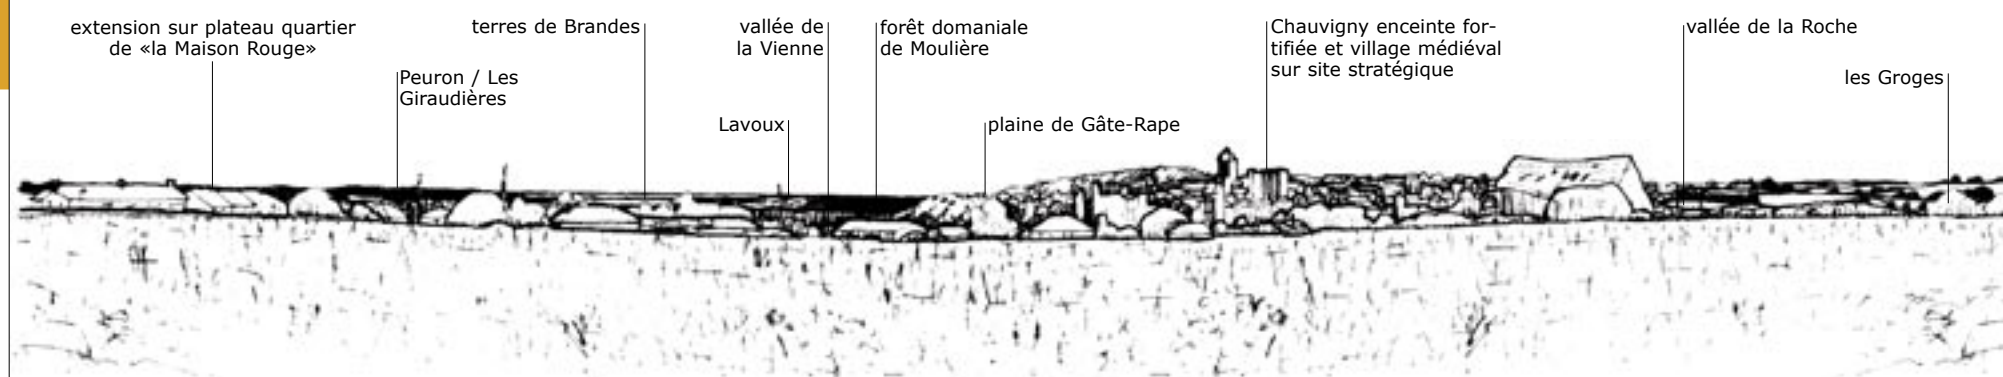 extension sur plateau quartier
de «la Maison Rouge»
Peuron / Les
Giraudières
terres de Brandes
Lavoux
vallée de
la Vienne
forêt domaniale
de Moulière
plaine de Gâte-Rape
Chauvigny enceinte for-
tifiée et village médiéval
sur site stratégique
vallée de la Roche
les Groges